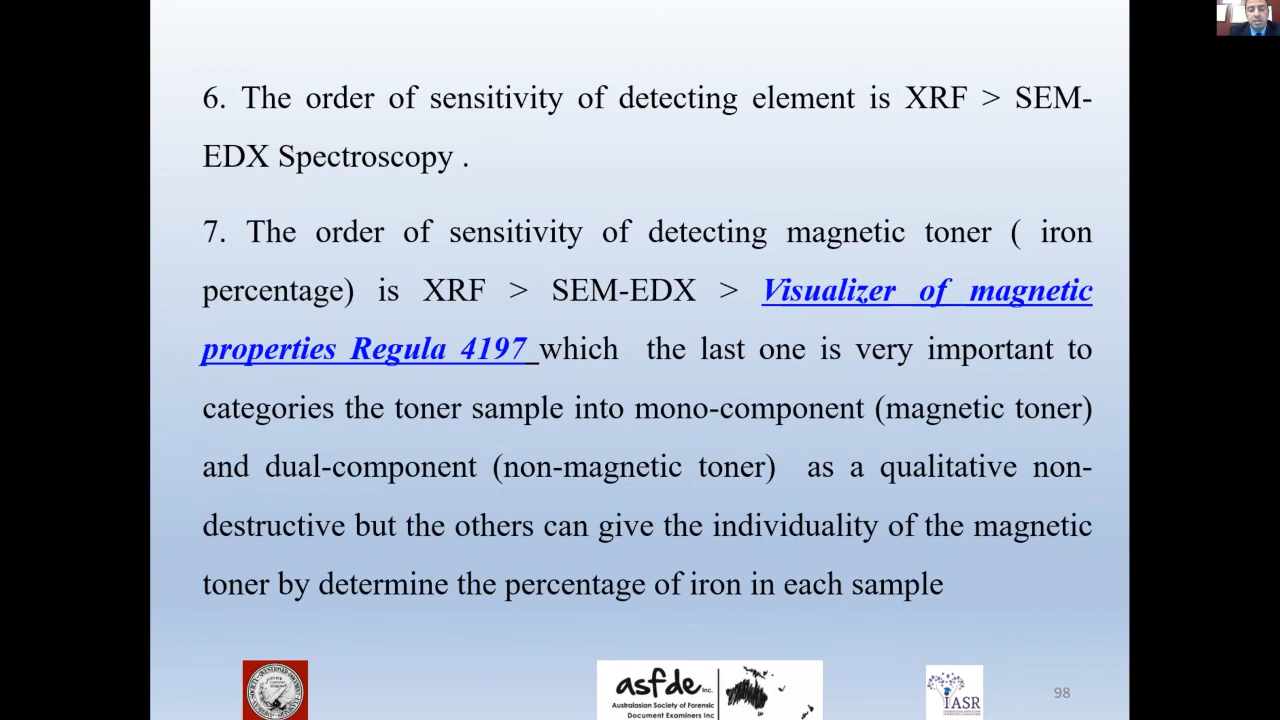 6. The order of sensitivity of detecting element is XRF > SEM-
EDX Spectroscopy .
7. The order of sensitivity of detecting magnetic toner ( iron
percentage) is XRF > SEM-EDX > Visualizer of magnetic
properties Regula 4197 which the last one is very important to
categories the toner sample into mono-component (magnetic toner)
and dual-component (non-magnetic toner) as a qualitative non-
destructive but the others can give the individuality of the magnetic
toner by determine the percentage of iron in each sample
asfde Inc.
Australasian Society of Forensic
Document Examiners Inc
IASR
98